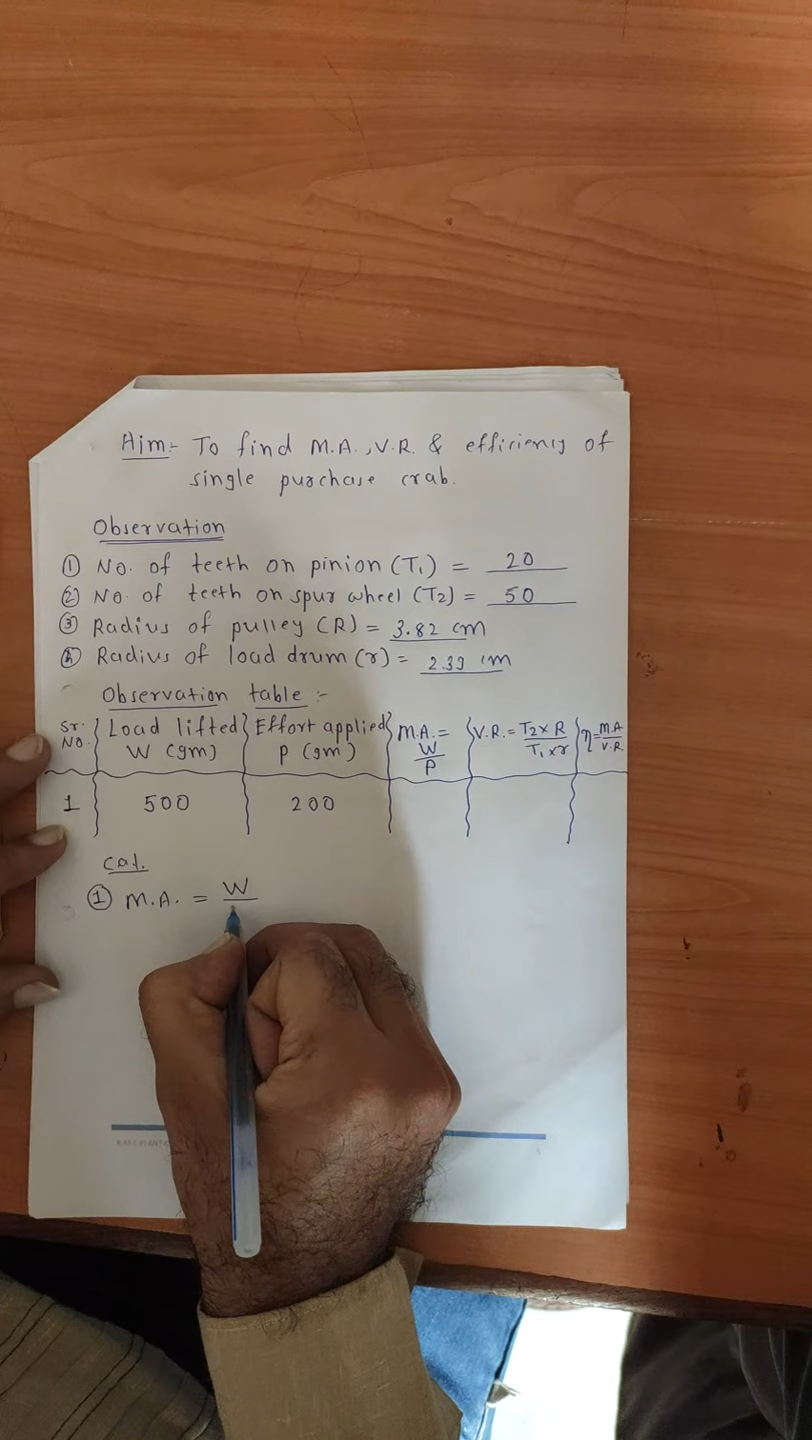 Aim:- To find M.A., V.R. & efficiency of
single purchase crab.
Observation
① No. of teeth on pinion (T1) = 20
② No. of teeth on spur wheel (T2) = 50
③ Radius of pulley (R) = 3.82 cm
④ Radius of load drum (r) = 2.39 cm
Observation table :-
Sr. No. | Load lifted W (gm) | Effort applied P (gm) | M.A. = W/P | V.R. = T2 x R / T1 x r | η = M.A / V.R.
1 | 500 | 200
Cal.
① M.A. = W